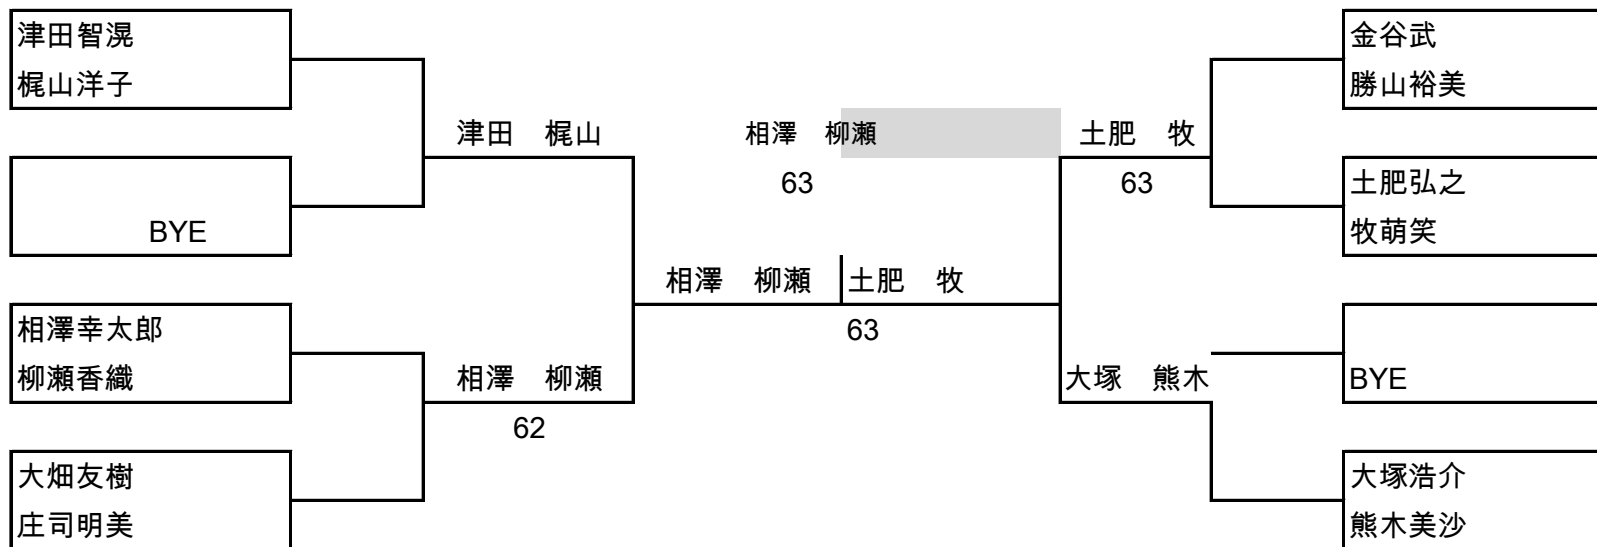 津田智滉
梶山洋子
BYE
相澤幸太郎
柳瀬香織
大畑友樹
庄司明美
津田　梶山
相澤　柳瀬
62
相澤　柳瀬
63
相澤　柳瀬
土肥　牧
63
土肥　牧
63
大塚　熊木
金谷武
勝山裕美
土肥弘之
牧萌笑
BYE
大塚浩介
熊木美沙